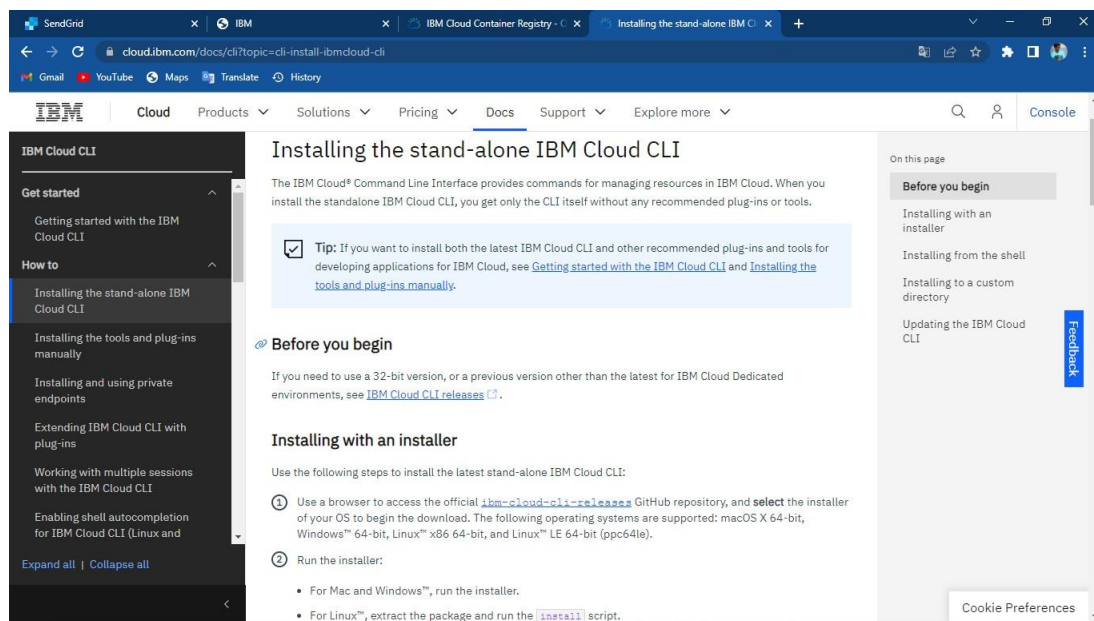 SendGrid
IBM
IBM Cloud Container Registry - C
Installing the stand-alone IBM Cl
cloud.ibm.com/docs/cli?topic=cli-install-ibmcloud-cli
Gmail YouTube Maps Translate History
IBM Cloud Products Solutions Pricing Docs Support Explore more Console
IBM Cloud CLI
Get started
Getting started with the IBM
Cloud CLI
How to
Installing the stand-alone IBM
Cloud CLI
Installing the tools and plug-ins
manually
Installing and using private
endpoints
Extending IBM Cloud CLI with
plug-ins
Working with multiple sessions
with the IBM Cloud CLI
Enabling shell autocompletion
for IBM Cloud CLI (Linux and
Expand all | Collapse all
Installing the stand-alone IBM Cloud CLI
The IBM Cloud® Command Line Interface provides commands for managing resources in IBM Cloud. When you
install the standalone IBM Cloud CLI, you get only the CLI itself without any recommended plug-ins or tools.
Tip: If you want to install both the latest IBM Cloud CLI and other recommended plug-ins and tools for
developing applications for IBM Cloud, see Getting started with the IBM Cloud CLI and Installing the
tools and plug-ins manually.
Before you begin
If you need to use a 32-bit version, or a previous version other than the latest for IBM Cloud Dedicated
environments, see IBM Cloud CLI releases.
Installing with an installer
Use the following steps to install the latest stand-alone IBM Cloud CLI:
1 Use a browser to access the official ibm-cloud-cli-releases GitHub repository, and select the installer
of your OS to begin the download. The following operating systems are supported: macOS X 64-bit,
Windows™ 64-bit, Linux™ x86 64-bit, and Linux™ LE 64-bit (ppc64le).
2 Run the installer:
• For Mac and Windows™, run the installer.
• For Linux™, extract the package and run the install script.
On this page
Before you begin
Installing with an
installer
Installing from the shell
Installing to a custom
directory
Updating the IBM Cloud
CLI
Feedback
Cookie Preferences